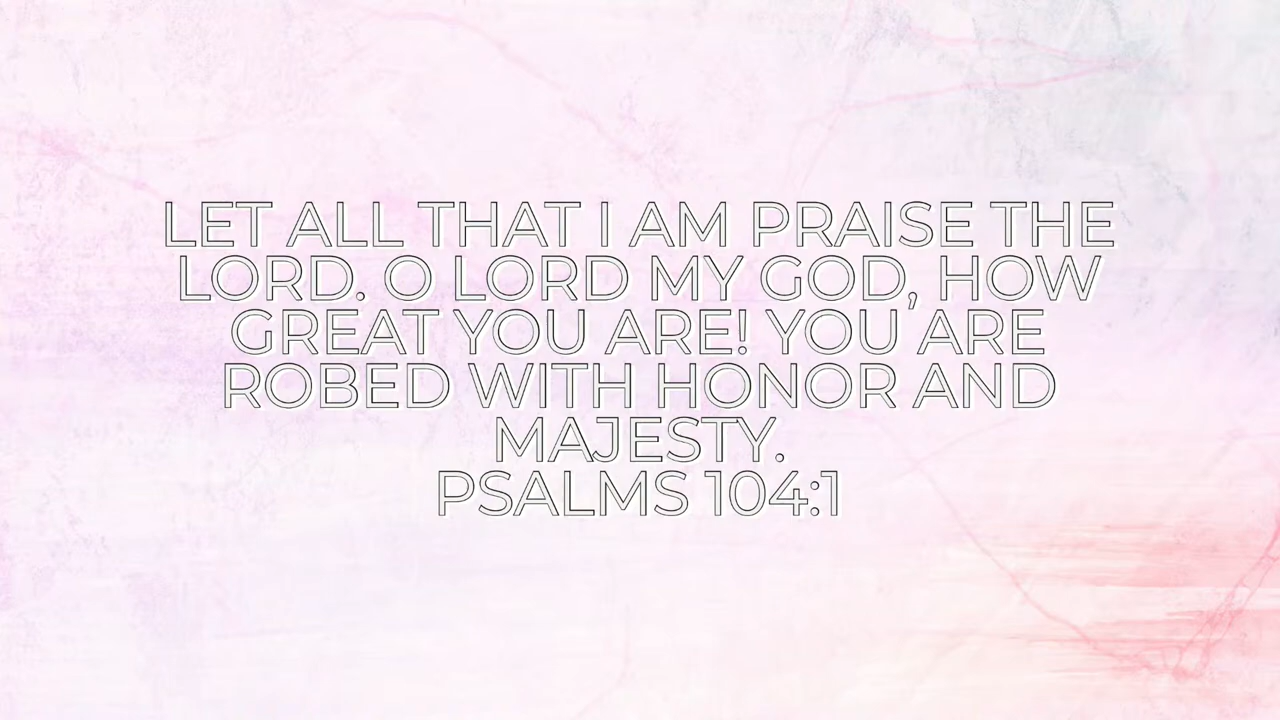 LET ALL THAT I AM PRAISE THE
LORD. O LORD MY GOD, HOW
GREAT YOU ARE! YOU ARE
ROBED WITH HONOR AND
MAJESTY.
PSALMS 104:1